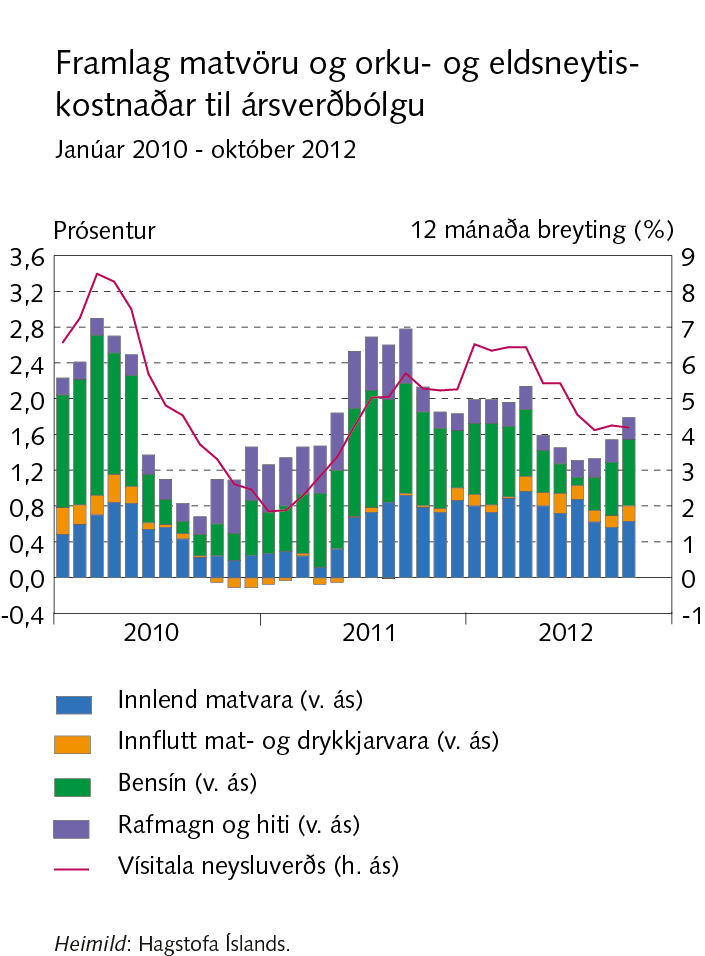 Framlag matvöru og orku- og eldsneytis-
kostnaðar til ársverðbólgu
Janúar 2010 - október 2012
Prósentur 12 mánaða breyting (%)
3,6 9
3,2 8
2,8 7
2,4 6
2,0 5
1,6 4
1,2 3
0,8 2
0,4 1
0,0 0
-0,4 -1
2010 2011 2012
Innlend matvara (v. ás)
Innflutt mat- og drykkjarvara (v. ás)
Bensín (v. ás)
Rafmagn og hiti (v. ás)
Vísitala neysluverðs (h. ás)
Heimild: Hagstofa Íslands.